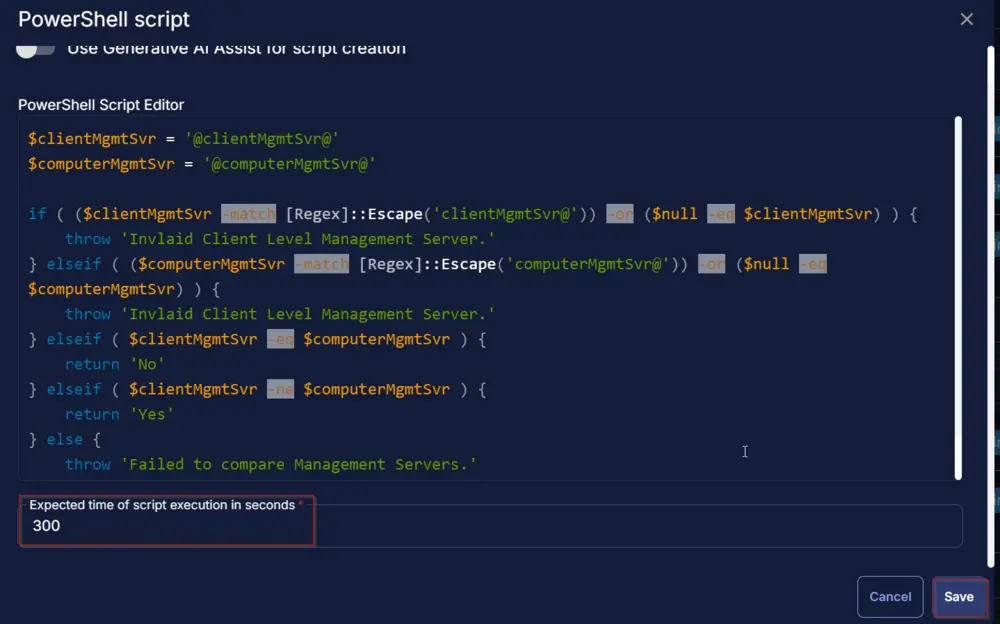 PowerShell script
Use Generative AI Assist for script creation
PowerShell Script Editor
$clientMgmtSvr = '@clientMgmtSvr@'
$computerMgmtSvr = '@computerMgmtSvr@'
if ( ($clientMgmtSvr -match [Regex]::Escape('clientMgmtSvr@')) -or ($null -eq $clientMgmtSvr) ) {
throw 'Invlaid Client Level Management Server.'
} elseif ( ($computerMgmtSvr -match [Regex]::Escape('computerMgmtSvr@')) -or ($null -eq
$computerMgmtSvr) ) {
throw 'Invlaid Client Level Management Server.'
} elseif ( $clientMgmtSvr -eq $computerMgmtSvr ) {
return 'No'
} elseif ( $clientMgmtSvr -ne $computerMgmtSvr ) {
return 'Yes'
} else {
throw 'Failed to compare Management Servers.'
Expected time of script execution in seconds *
300
Cancel
Save